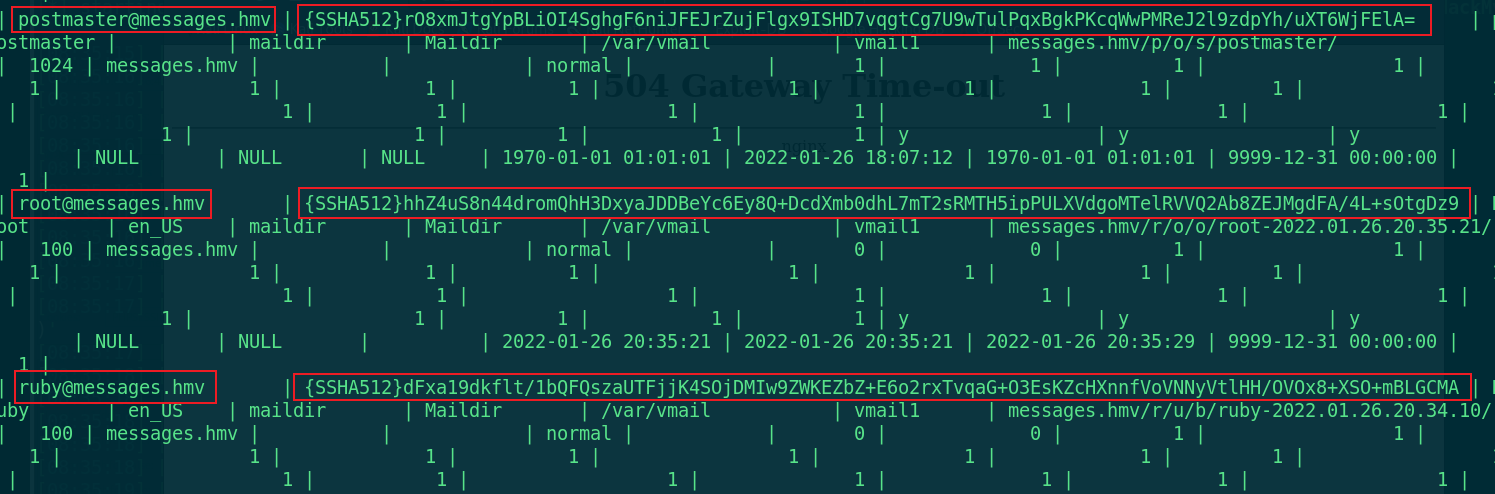 | postmaster@messages.hmv | {SSHA512}rO8xmJtgYpBLiOI4SghgF6niJFEJrZujFlgx9ISHD7vqgtCg7U9wTulPqxBgkPKcqWwPMReJ2l9zdpYh/uXT6WjFElA= |
ostmaster | | maildir | Maildir | /var/vmail | vmail1 | messages.hmv/p/o/s/postmaster/
| 1024 | messages.hmv | | | normal | | 1 | 1 | 1 | 1 |
1 | 1 | 1 | 1 | 1 | 1 | 1 | 1 |
504 Gateway Time-out
| 1 | 1 | 1 | 1 | 1 | 1 | 1 |
1 | 1 | 1 | 1 | 1 | y | y | y
| NULL | NULL | NULL | 1970-01-01 01:01:01 | 2022-01-26 18:07:12 | 1970-01-01 01:01:01 | 9999-12-31 00:00:00 |
1 |
| root@messages.hmv | {SSHA512}hhZ4uS8n44dromQhH3DxyaJDDBeYc6Ey8Q+DcdXmb0dhL7mT2sRMTH5ipPULXVdgoMTelRVVQ2Ab8ZEJMgdFA/4L+sOtgDz9 |
oot | en_US | maildir | Maildir | /var/vmail | vmail1 | messages.hmv/r/o/o/root-2022.01.26.20.35.21/
| 100 | messages.hmv | | | normal | | 0 | 0 | 1 | 1 |
1 | 1 | 1 | 1 | 1 | 1 | 1 | 1 |
| 1 | 1 | 1 | 1 | 1 | 1 | 1 |
1 | 1 | 1 | 1 | 1 | y | y | y
| NULL | NULL | | 2022-01-26 20:35:21 | 2022-01-26 20:35:21 | 2022-01-26 20:35:29 | 9999-12-31 00:00:00 |
1 |
| ruby@messages.hmv | {SSHA512}dFxa19dkflt/1bQFQszaUTFjjK4SOjDMIw9ZWKEZbZ+E6o2rxTvqaG+O3EsKZcHXnnfVoVNNyVtlHH/OVOx8+XSO+mBLGCMA |
uby | en_US | maildir | Maildir | /var/vmail | vmail1 | messages.hmv/r/u/b/ruby-2022.01.26.20.34.10/
| 100 | messages.hmv | | | normal | | 0 | 0 | 1 | 1 |
1 | 1 | 1 | 1 | 1 | 1 | 1 | 1 |
| 1 | 1 | 1 | 1 | 1 | 1 | 1 |